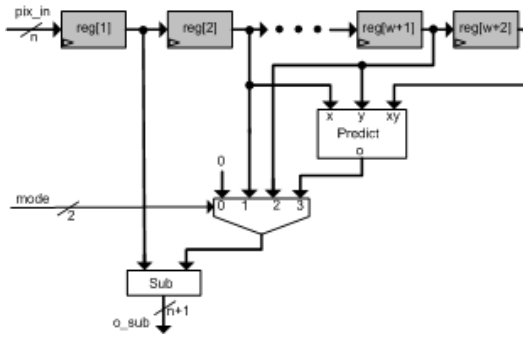 pix_in
n
reg[1]
reg[2]
reg[w+1]
reg[w+2]
x y xy
Predict
o
0
mode
2
0 1 2 3
Sub
n+1
o_sub